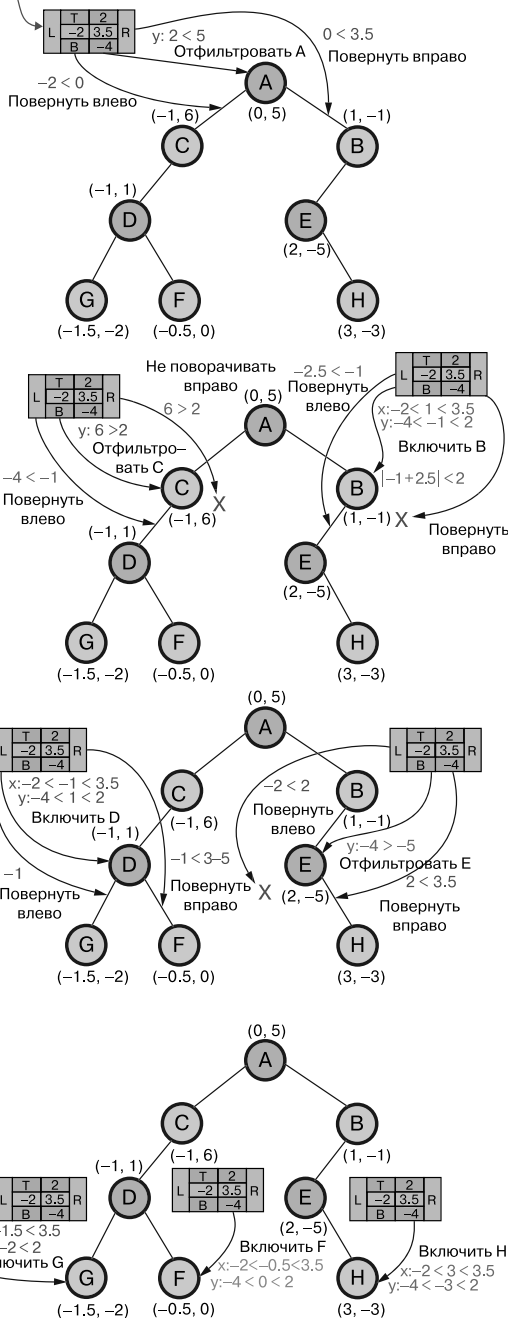 T 2
L -2 3.5 R
B -4
y: 2 < 5
0 < 3.5
Отфильтровать A
Повернуть вправо
-2 < 0
Повернуть влево
A
(0, 5)
(-1, 6)
(1, -1)
C
B
(-1, 1)
D
E
(2, -5)
G
F
H
(-1.5, -2)
(-0.5, 0)
(3, -3)
Не поворачивать
вправо
(0, 5)
A
T 2
L -2 3.5 R
B -4
6 > 2
y: 6 >2
Отфильтро-
вать C
-4 < -1
Повернуть
влево
X
-2.5 < -1
Повернуть
влево
T 2
L -2 3.5 R
B -4
x:-2< 1 < 3.5
y:-4< -1 < 2
Включить B
|-1+2.5| < 2
C
B
(-1, 6)
(1, -1)
X
Повернуть
вправо
(-1, 1)
D
E
(2, -5)
G
F
H
(-1.5, -2)
(-0.5, 0)
(3, -3)
(0, 5)
A
T 2
L -2 3.5 R
B -4
x:-2 < -1 < 3.5
y:-4 < 1 < 2
Включить D
-2 < 2
Повернуть
влево
T 2
L -2 3.5 R
B -4
C
B
(-1, 6)
(1, -1)
(-1, 1)
D
E
-1 < 3-5
Повернуть
вправо
X
(2, -5)
y:-4 > -5
Отфильтровать E
2 < 3.5
Повернуть
вправо
-1
Повернуть
влево
G
F
H
(-1.5, -2)
(-0.5, 0)
(3, -3)
(0, 5)
A
C
B
(-1, 6)
(1, -1)
(-1, 1)
D
E
(2, -5)
T 2
L -2 3.5 R
B -4
T 2
L -2 3.5 R
B -4
T 2
L -2 3.5 R
B -4
1.5 < 3.5
-2 < 2
лючить G
Включить F
x:-2<-0.5<3.5
y:-4< 0 < 2
Включить H
x:-2< 3 < 3.5
y:-4< -3 < 2
G
F
H
(-1.5, -2)
(-0.5, 0)
(3, -3)